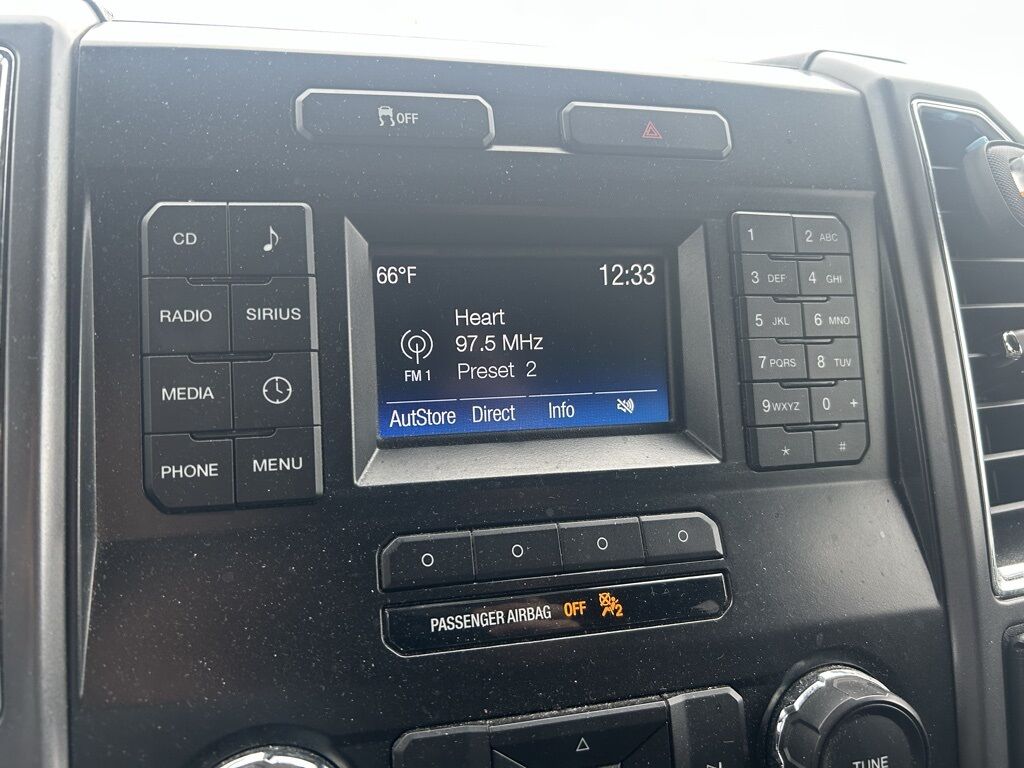 OFF
CD
RADIO SIRIUS
MEDIA
PHONE MENU
66°F 12:33
Heart
97.5 MHz
FM 1 Preset 2
AutStore Direct Info
1 2 ABC
3 DEF 4 GHI
5 JKL 6 MNO
7 PQRS 8 TUV
9 WXYZ 0 +
* #
PASSENGER AIRBAG OFF 2
TUNE